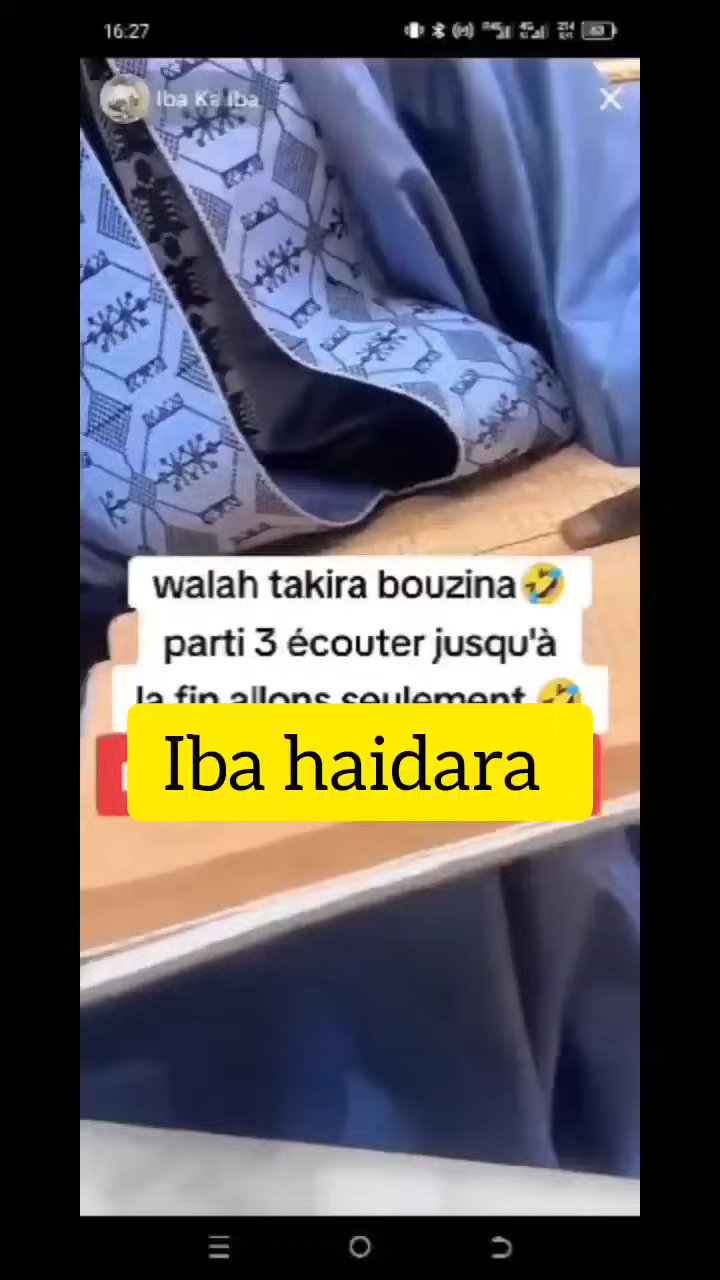 16:27
Iba Ka Iba
walah takira bouzina🤣
parti 3 écouter jusqu'à
la fin allons seulement 🤣
Iba haidara